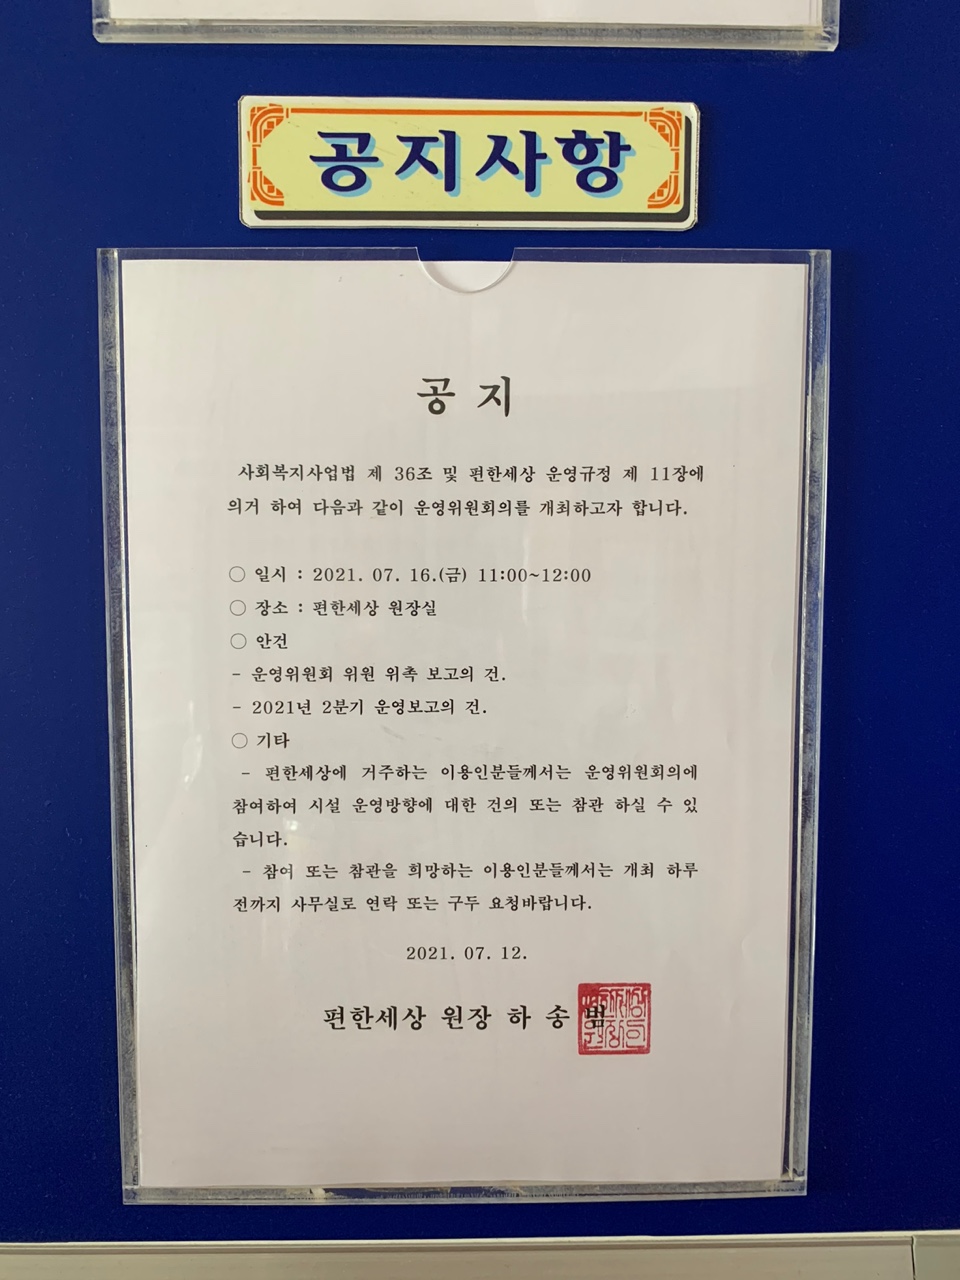 공지사항
공 지
사회복지사업법 제 36조 및 편한세상 운영규정 제 11장에
의거 하여 다음과 같이 운영위원회의를 개최하고자 합니다.
○ 일시 : 2021. 07. 16.(금) 11:00~12:00
○ 장소 : 편한세상 원장실
○ 안건
- 운영위원회 위원 위촉 보고의 건.
- 2021년 2분기 운영보고의 건.
○ 기타
- 편한세상에 거주하는 이용인분들께서는 운영위원회의에
참여하여 시설 운영방향에 대한 건의 또는 참관 하실 수 있
습니다.
- 참여 또는 참관을 희망하는 이용인분들께서는 개최 하루
전까지 사무실로 연락 또는 구두 요청바랍니다.
2021. 07. 12.
편한세상 원장 하 송 범